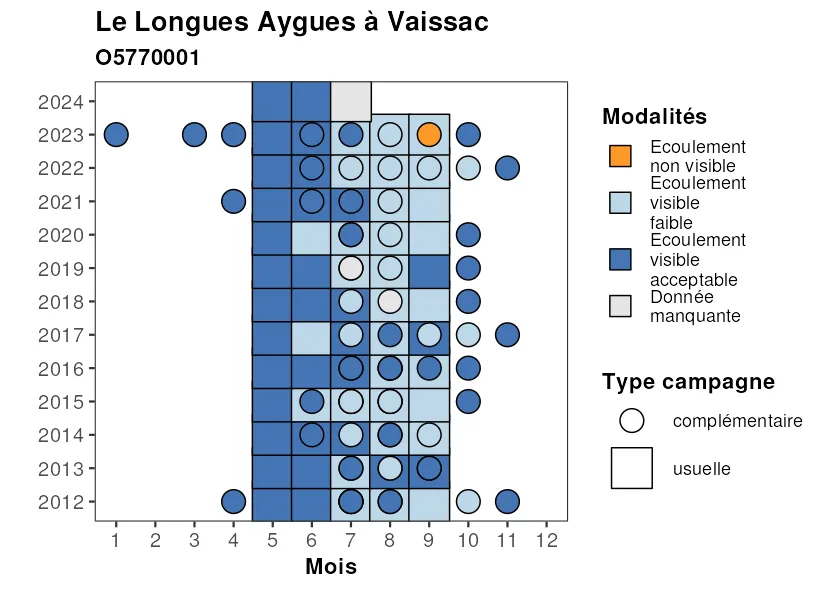 Le Longues Aygues à Vaissac
O5770001
2024
2023
2022
2021
2020
2019
2018
2017
2016
2015
2014
2013
2012
1 2 3 4 5 6 7 8 9 10 11 12
Mois
Modalités
Ecoulement
non visible
Ecoulement
visible
faible
Ecoulement
visible
acceptable
Donnée
manquante
Type campagne
complémentaire
usuelle